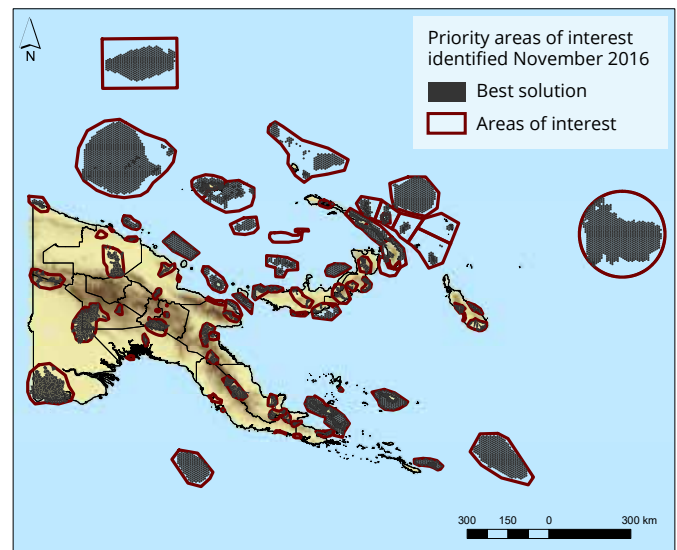 N
Priority areas of interest
identified November 2016
Best solution
Areas of interest
300 150 0 300 km